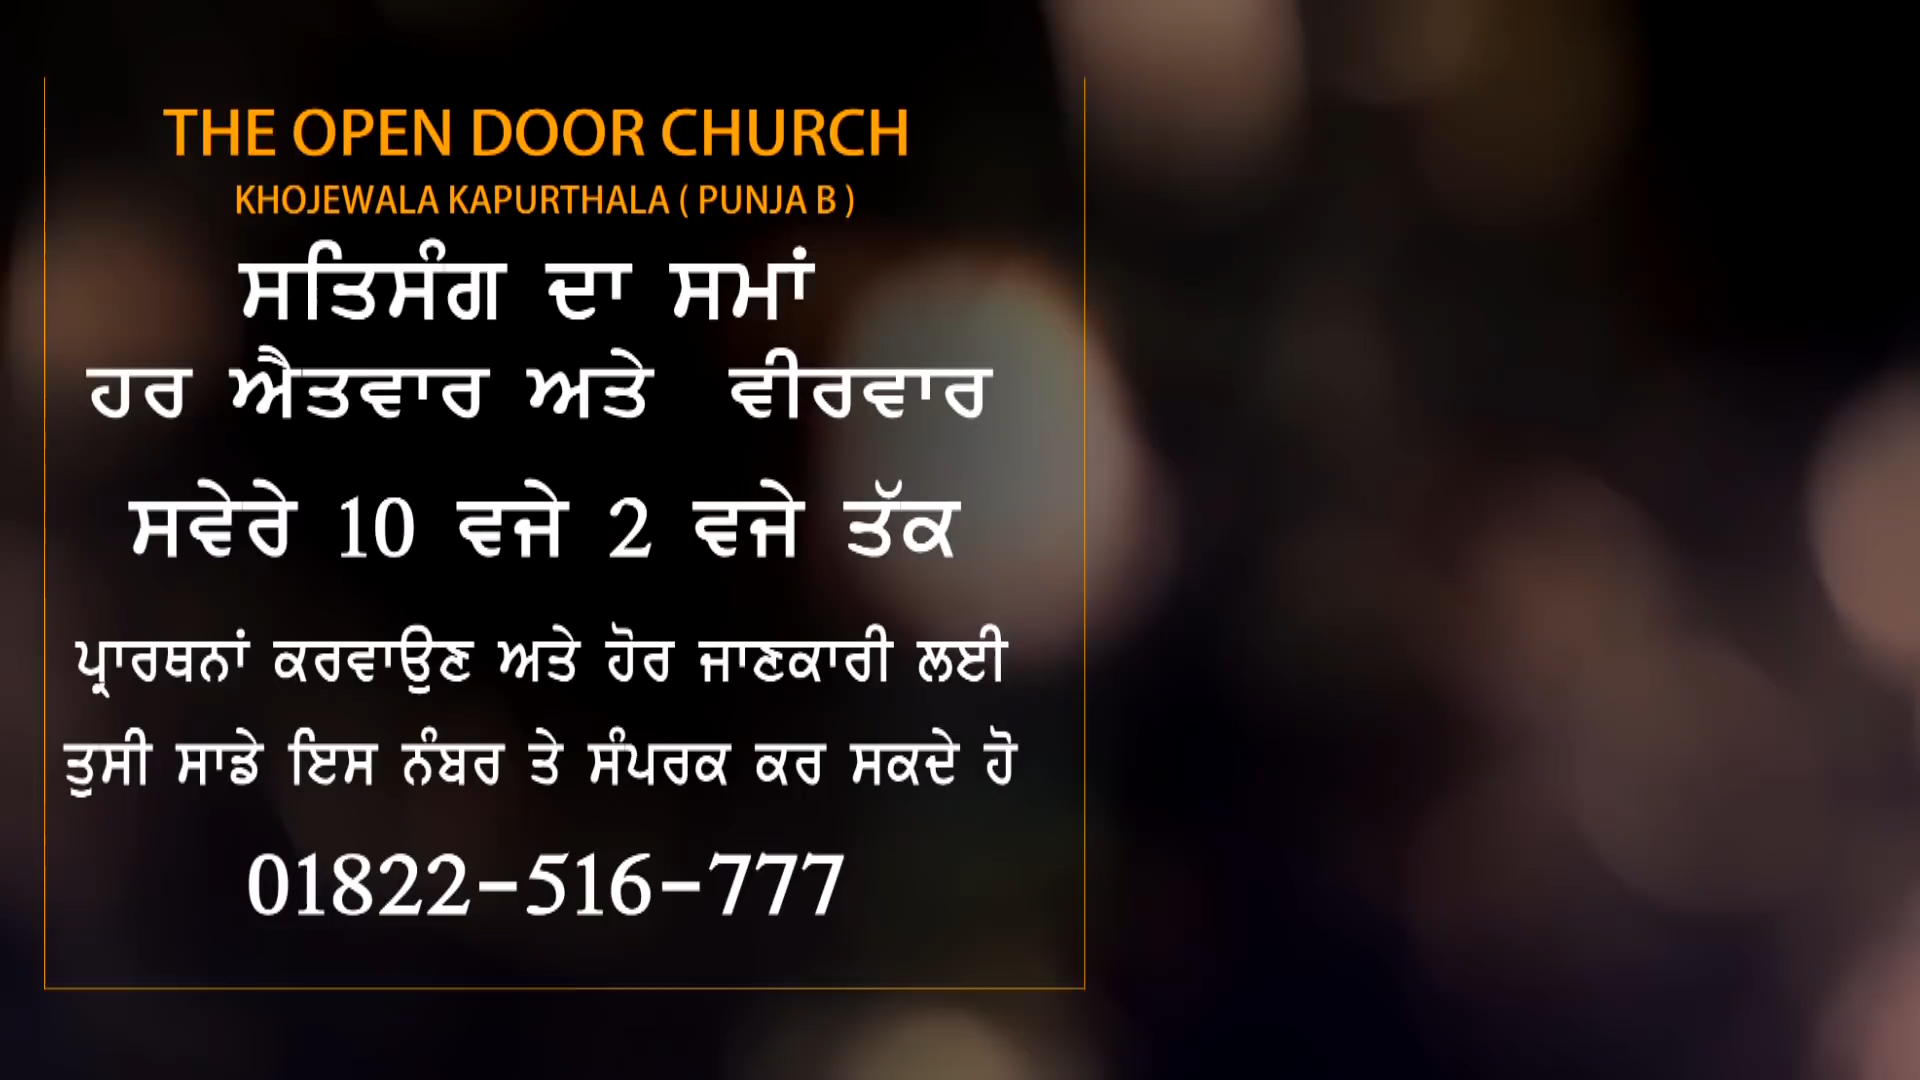 THE OPEN DOOR CHURCH
KHOJEWALA KAPURTHALA ( PUNJA B )
ਸਤਿਸੰਗ ਦਾ ਸਮਾਂ
ਹਰ ਐਤਵਾਰ ਅਤੇ ਵੀਰਵਾਰ
ਸਵੇਰੇ 10 ਵਜੇ 2 ਵਜੇ ਤੱਕ
ਪ੍ਰਾਰਥਨਾਂ ਕਰਵਾਉਣ ਅਤੇ ਹੋਰ ਜਾਣਕਾਰੀ ਲਈ
ਤੁਸੀ ਸਾਡੇ ਇਸ ਨੰਬਰ ਤੇ ਸੰਪਰਕ ਕਰ ਸਕਦੇ ਹੋ
01822-516-777